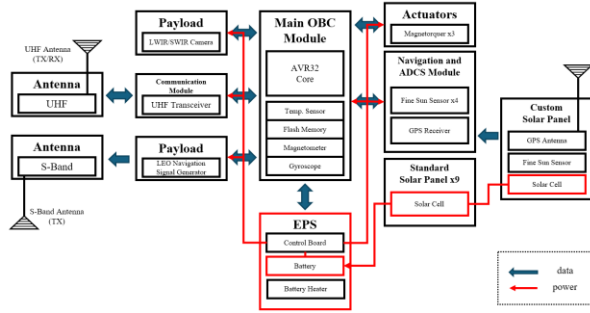 UHF Antenna
(TX/RX)
Antenna
UHF
Antenna
S-Band
S-Band Antenna
(TX)
Payload
LWIR/SWIR Camera
Communication
Module
UHF Transceiver
Payload
LEO Navigation
Signal Generator
Main OBC
Module
AVR32
Core
Temp. Sensor
Flash Memory
Magnetometer
Gyroscope
EPS
Control Board
Battery
Battery Heater
Actuators
Magnetorquer x3
Navigation and
ADCS Module
Fine Sun Sensor x4
GPS Receiver
Standard
Solar Panel x9
Solar Cell
Custom
Solar Panel
GPS Antenna
Fine Sun Sensor
Solar Cell
data
power